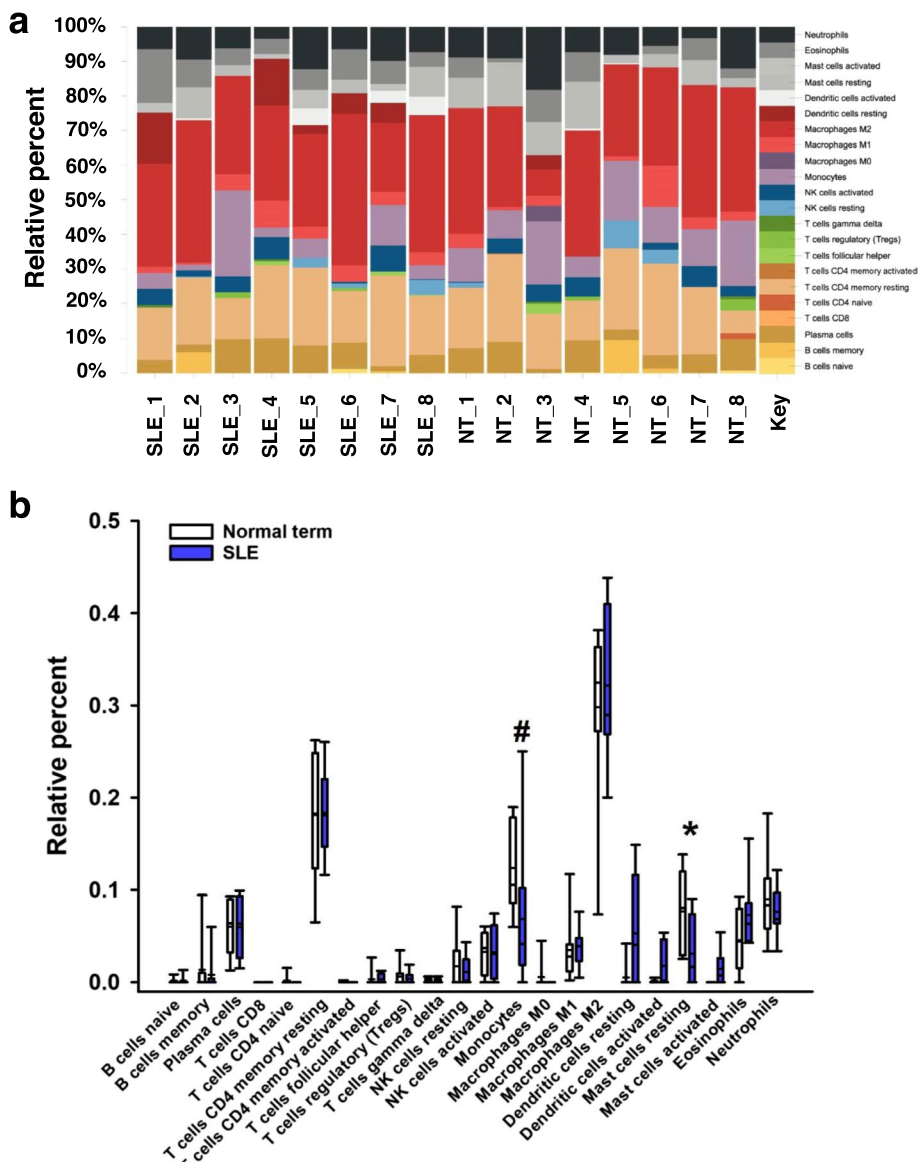 a
100%
90%
80%
70%
60%
50%
40%
30%
20%
10%
0%
Relative percent
SLE_1
SLE_2
SLE_3
SLE_4
SLE_5
SLE_6
SLE_7
SLE_8
NT_1
NT_2
NT_3
NT_4
NT_5
NT_6
NT_7
NT_8
Key
Neutrophils
Eosinophils
Mast cells activated
Mast cells resting
Dendritic cells activated
Dendritic cells resting
Macrophages M2
Macrophages M1
Macrophages M0
Monocytes
NK cells activated
NK cells resting
T cells gamma delta
T cells regulatory (Tregs)
T cells follicular helper
T cells CD4 memory activated
T cells CD4 memory resting
T cells CD4 naive
T cells CD8
Plasma cells
B cells memory
B cells naive
b
0.5
0.4
0.3
0.2
0.1
0.0
Relative percent
Normal term
SLE
#
*
B cells naive
B cells memory
Plasma cells
T cells CD8
T cells CD4 naive
T cells CD4 memory resting
cells CD4 memory activated
T cells follicular helper
T cells regulatory (Tregs)
T cells gamma delta
NK cells resting
NK cells activated
Monocytes
Macrophages M0
Macrophages M1
Macrophages M2
Dendritic cells resting
Dendritic cells activated
Mast cells resting
Mast cells activated
Eosinophils
Neutrophils